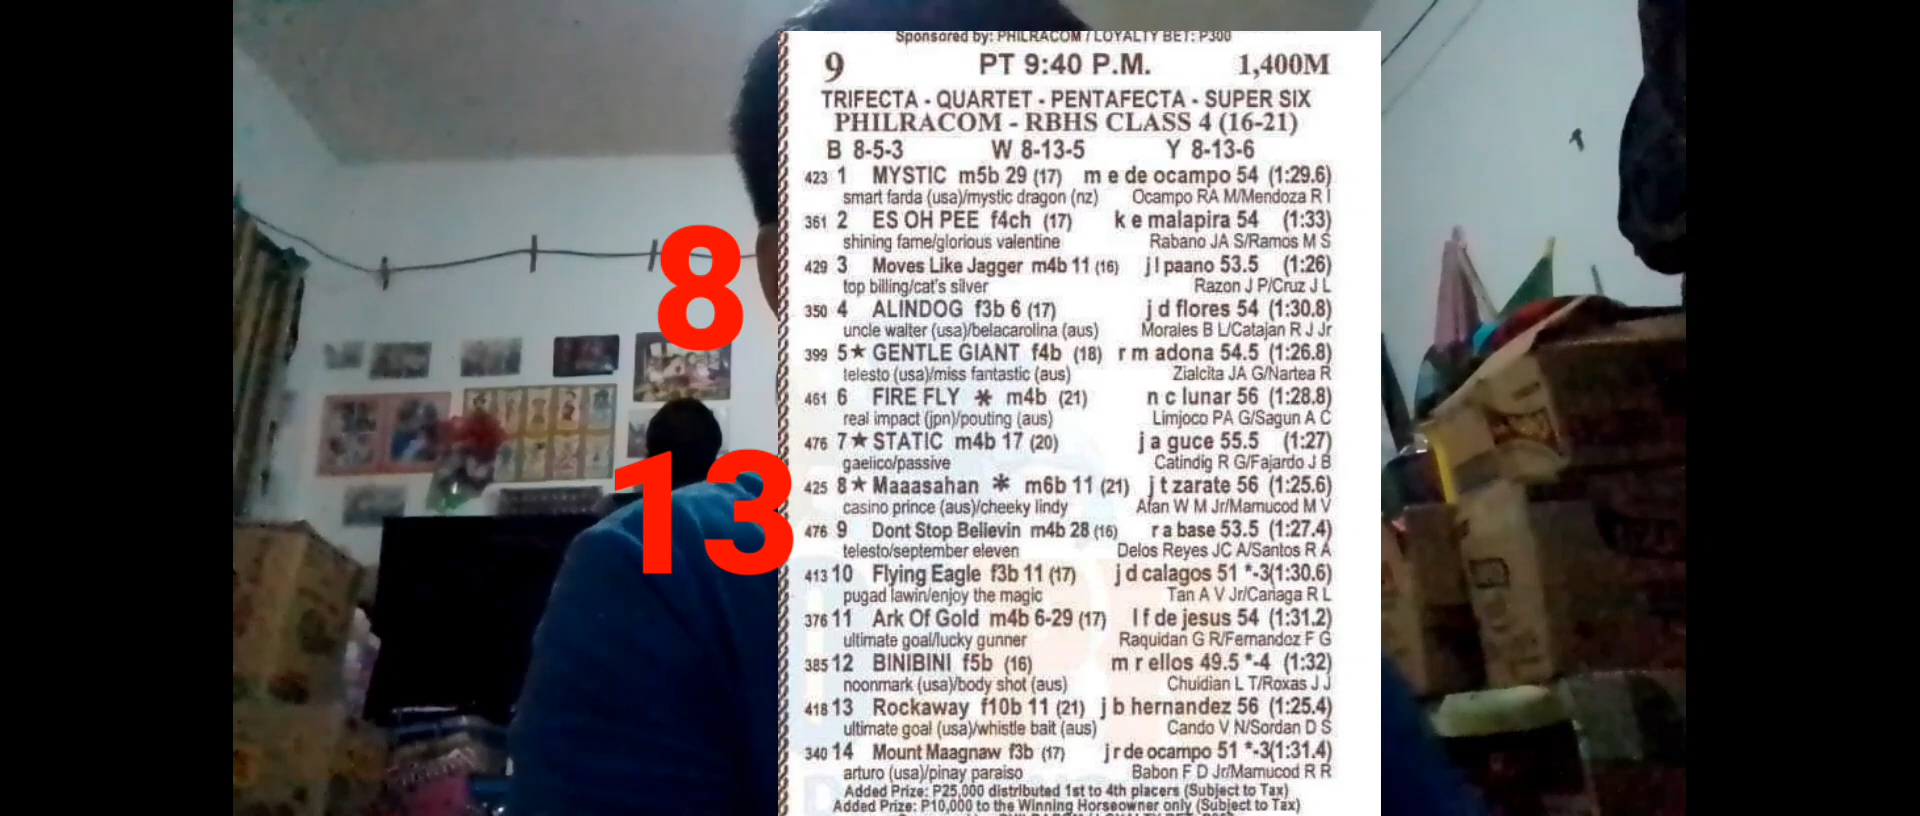 Sponsored by: PHILRACOM / LOYALTY BET: P300
9 PT 9:40 P.M. 1,400M
TRIFECTA - QUARTET - PENTAFECTA - SUPER SIX
PHILRACOM - RBHS CLASS 4 (16-21)
B 8-5-3 W 8-13-5 Y 8-13-6
423 1 MYSTIC m5b 29 (17) m e de ocampo 54 (1:29.6)
smart farda (usa)/mystic dragon (nz) Ocampo RA M/Mendoza R I
361 2 ES OH PEE f4ch (17) k e malapira 54 (1:33)
shining fame/glorious valentine Rabano JA S/Ramos M S
429 3 Moves Like Jagger m4b 11 (16) j l paano 53.5 (1:26)
top billing/cat's silver Razon J P/Cruz J L
350 4 ALINDOG f3b 6 (17) j d flores 54 (1:30.8)
uncle walter (usa)/belacarolina (aus) Morales B L/Catajan R J Jr
399 5★ GENTLE GIANT f4b (18) r m adona 54.5 (1:26.8)
telesto (usa)/miss fantastic (aus) Zialcita JA G/Nartea R
461 6 FIRE FLY * m4b (21) n c lunar 56 (1:28.8)
real impact (jpn)/pouting (aus) Limjoco PA G/Sagun A C
476 7★ STATIC m4b 17 (20) j a guce 55.5 (1:27)
gaelico/passive Catindig R G/Fajardo J B
425 8★ Maaasahan * m6b 11 (21) j t zarate 56 (1:25.6)
casino prince (aus)/cheeky lindy Afan W M Jr/Mamucod M V
476 9 Dont Stop Believin m4b 28 (16) r a base 53.5 (1:27.4)
telesto/september eleven Delos Reyes JC A/Santos R A
413 10 Flying Eagle f3b 11 (17) j d calagos 51 *-3(1:30.6)
pugad lawin/enjoy the magic Tan A V Jr/Cariaga R L
376 11 Ark Of Gold m4b 6-29 (17) l f de jesus 54 (1:31.2)
ultimate goal/lucky gunner Raquidan G R/Fernandez F G
385 12 BINIBINI f5b (16) m r ellos 49.5 *-4 (1:32)
noonmark (usa)/body shot (aus) Chuidian L T/Roxas J J
418 13 Rockaway f10b 11 (21) j b hernandez 56 (1:25.4)
ultimate goal (usa)/whistle bait (aus) Cando V N/Sordan D S
340 14 Mount Maagnaw f3b (17) j r de ocampo 51 *-3(1:31.4)
arturo (usa)/pinay paraiso Babon F D Jr/Mamucod R R
Added Prize: P25,000 distributed 1st to 4th placers (Subject to Tax)
Added Prize: P10,000 to the Winning Horseowner only (Subject to Tax)
8
13